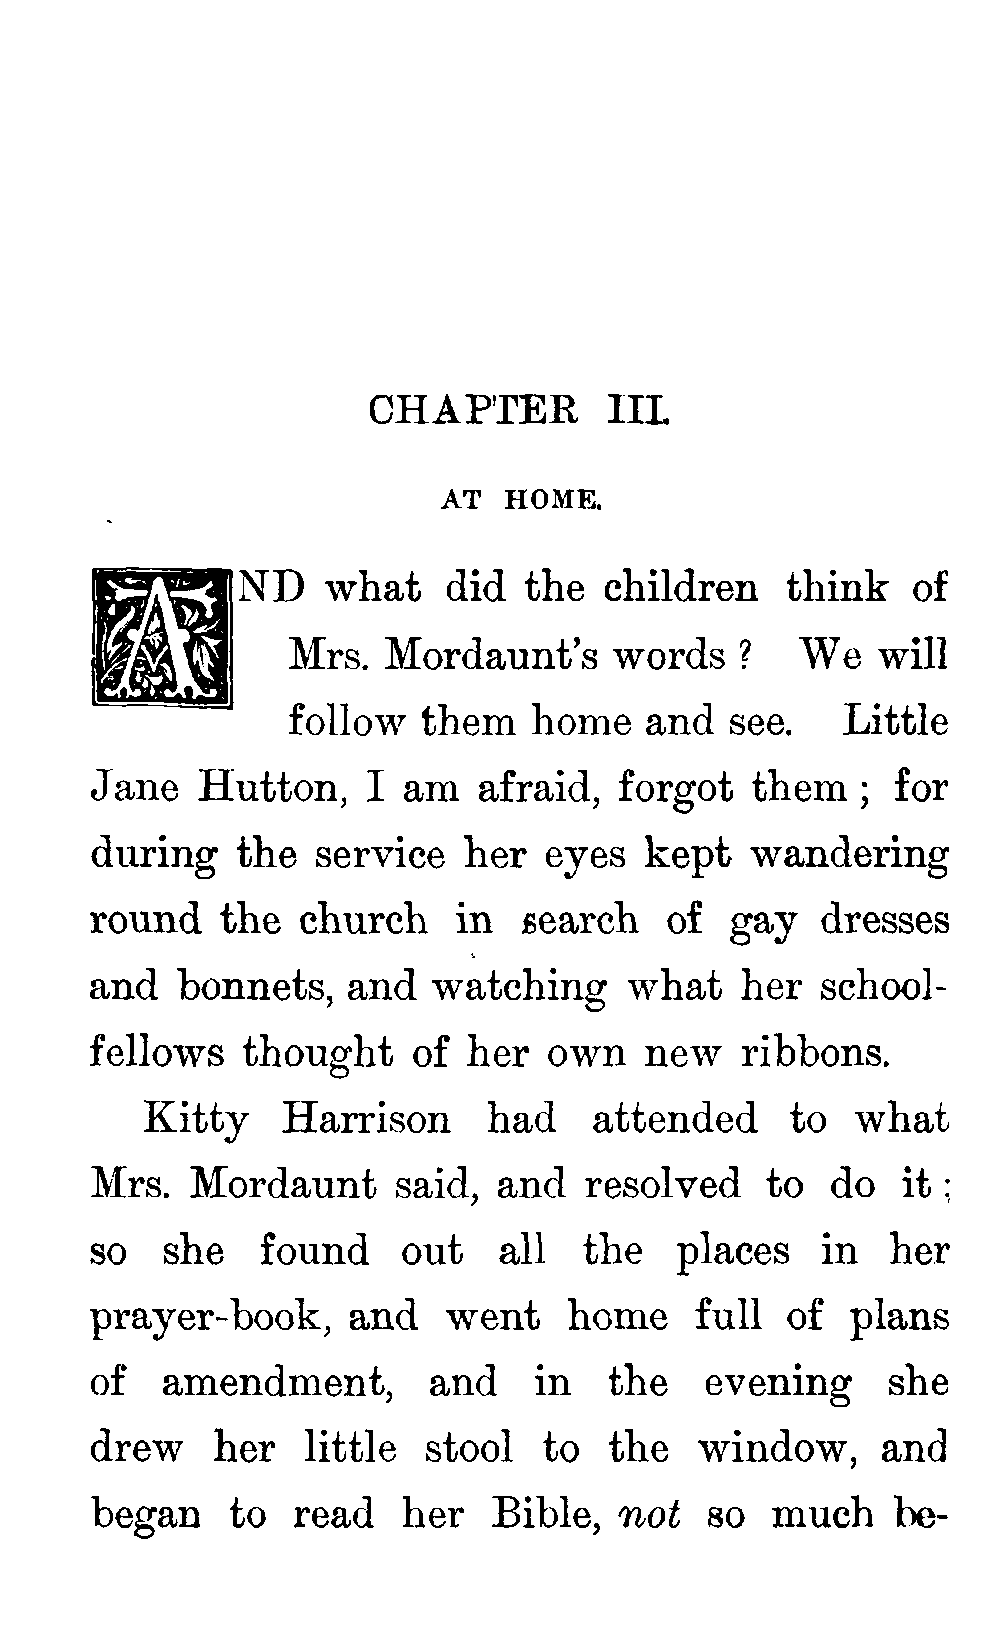 CHAPTER III.
AT HOME.
AND what did the children think of
Mrs. Mordaunt's words ? We will
follow them home and see. Little
Jane Hutton, I am afraid, forgot them ; for
during the service her eyes kept wandering
round the church in search of gay dresses
and bonnets, and watching what her school-
fellows thought of her own new ribbons.
Kitty Harrison had attended to what
Mrs. Mordaunt said, and resolved to do it ;
so she found out all the places in her
prayer-book, and went home full of plans
of amendment, and in the evening she
drew her little stool to the window, and
began to read her Bible, not so much be-